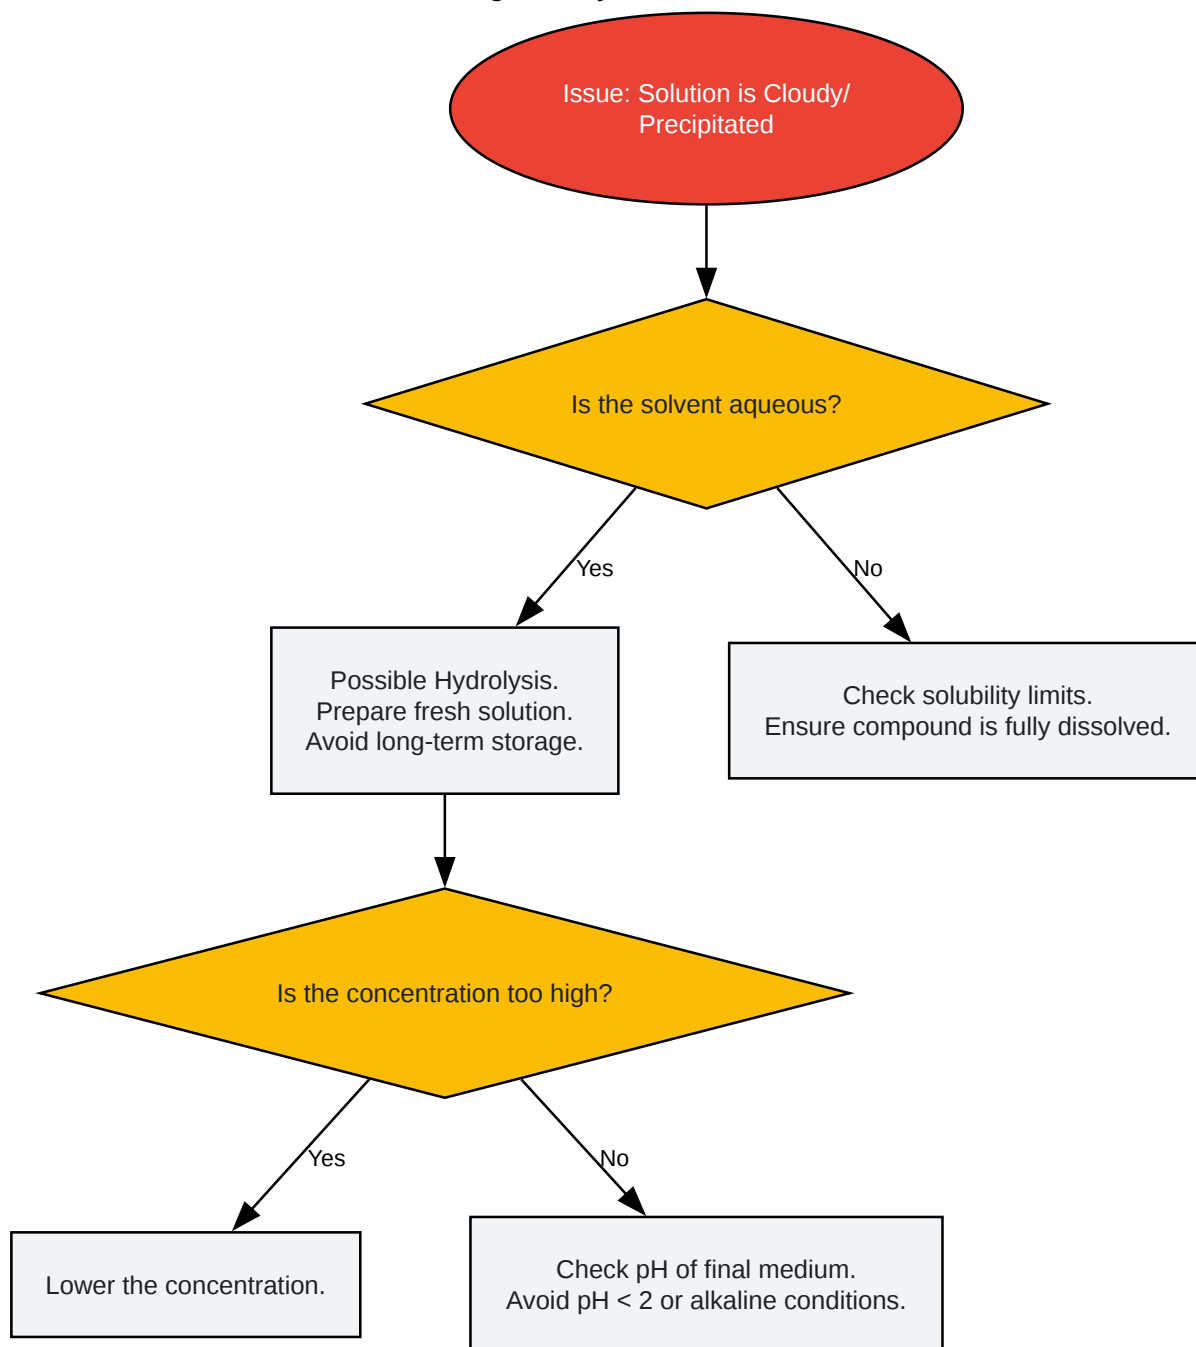 Issue: Solution is Cloudy/
Precipitated
Is the solvent aqueous?
Yes
No
Possible Hydrolysis.
Prepare fresh solution.
Avoid long-term storage.
Check solubility limits.
Ensure compound is fully dissolved.
Is the concentration too high?
Yes
No
Lower the concentration.
Check pH of final medium.
Avoid pH < 2 or alkaline conditions.